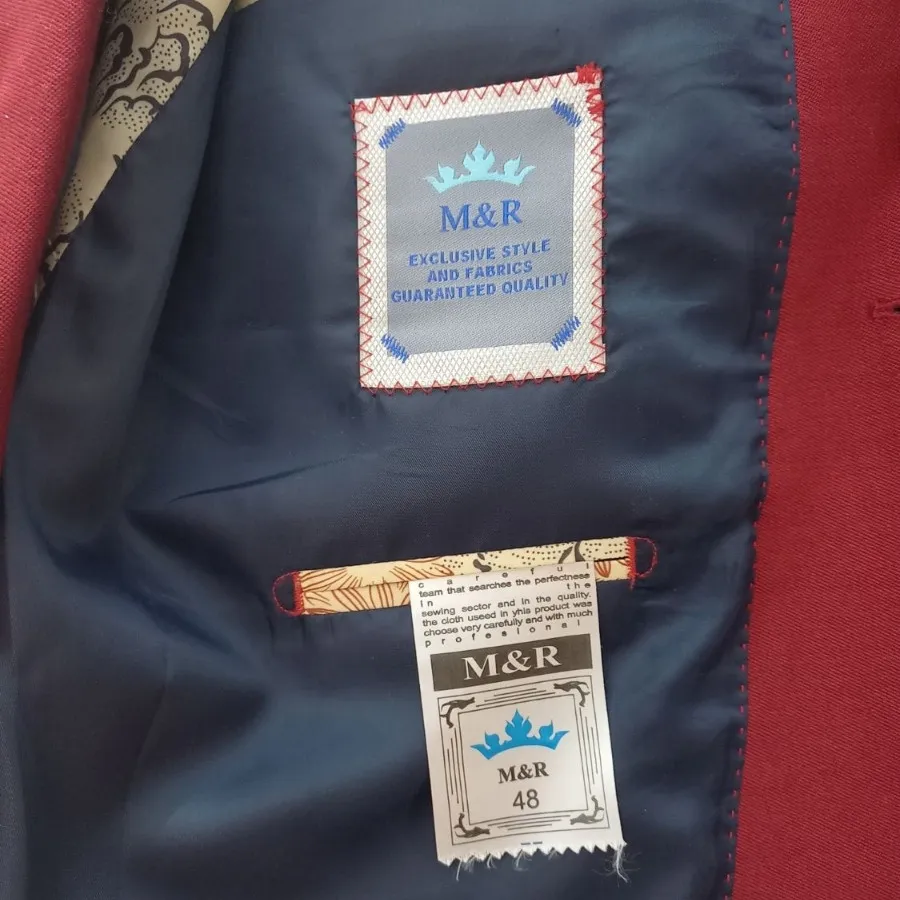 M&R
EXCLUSIVE STYLE
AND FABRICS
GUARANTEED QUALITY
careful
team that searches the perfectness
In the
sewing sector and in the quality.
the cloth useed in yhis product was
choose very carefully and with much
profesional
M&R
M&R
48